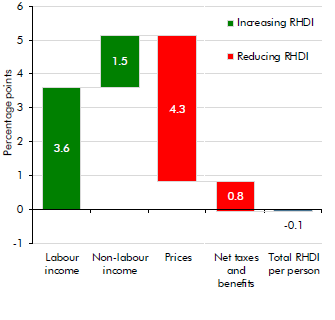 6
5
4
3
2
1
0
-1
Percentage points
Increasing RHDI
Reducing RHDI
3.6
1.5
4.3
0.8
-0.1
Labour
income
Non-labour
income
Prices
Net taxes
and
benefits
Total RHDI
per person